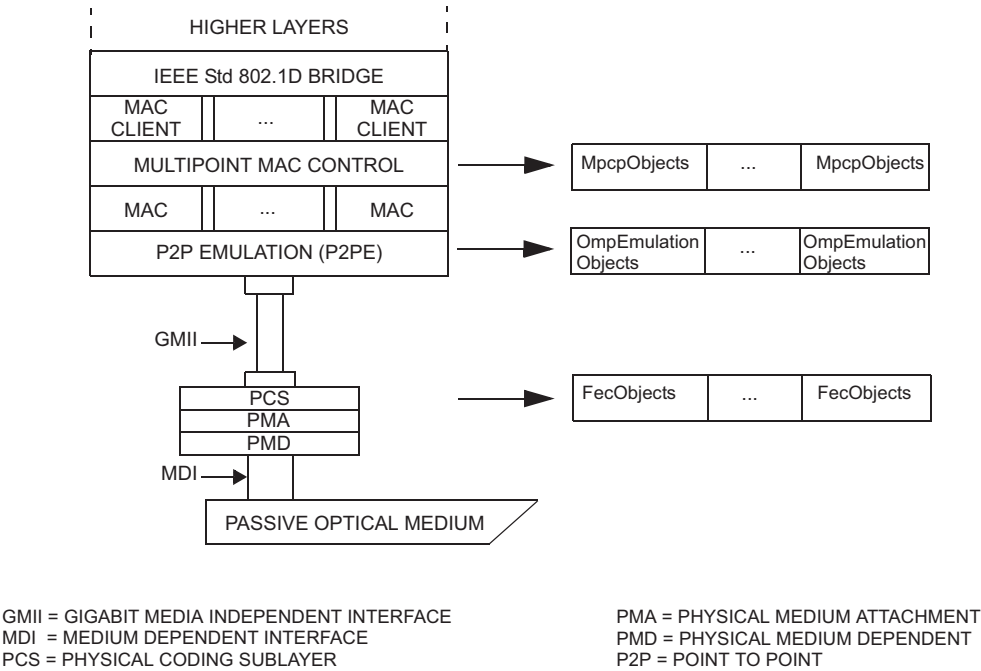 HIGHER LAYERS
IEEE Std 802.1D BRIDGE
MAC CLIENT ... MAC CLIENT
MULTIPOINT MAC CONTROL
MpcpObjects ... MpcpObjects
MAC ... MAC
P2P EMULATION (P2PE)
OmpEmulation Objects ... OmpEmulation Objects
GMII
PCS
FecObjects ... FecObjects
PMA
PMD
MDI
PASSIVE OPTICAL MEDIUM
GMII = GIGABIT MEDIA INDEPENDENT INTERFACE
MDI = MEDIUM DEPENDENT INTERFACE
PCS = PHYSICAL CODING SUBLAYER
PMA = PHYSICAL MEDIUM ATTACHMENT
PMD = PHYSICAL MEDIUM DEPENDENT
P2P = POINT TO POINT